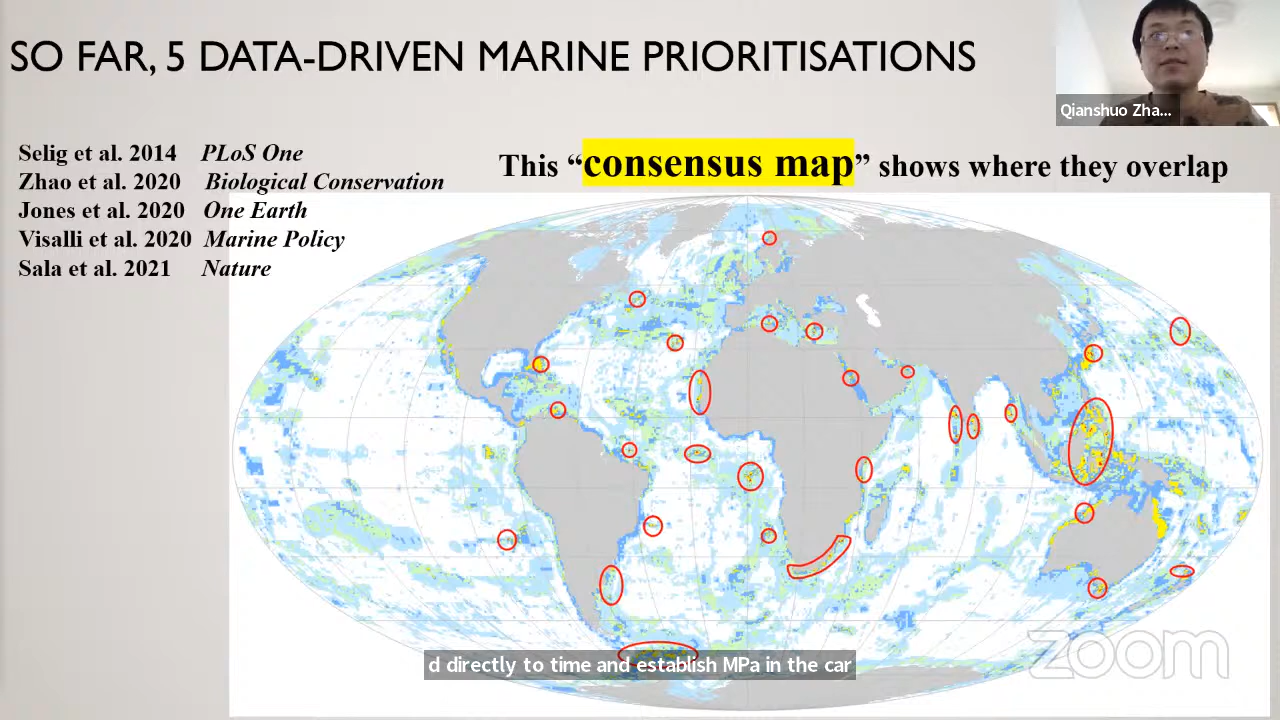 SO FAR, 5 DATA-DRIVEN MARINE PRIORITISATIONS
Qianshuo Zha...
Selig et al. 2014 PLoS One
Zhao et al. 2020 Biological Conservation
Jones et al. 2020 One Earth
Visalli et al. 2020 Marine Policy
Sala et al. 2021 Nature
This “consensus map” shows where they overlap
d directly to time and establish MPa in the car
zoom